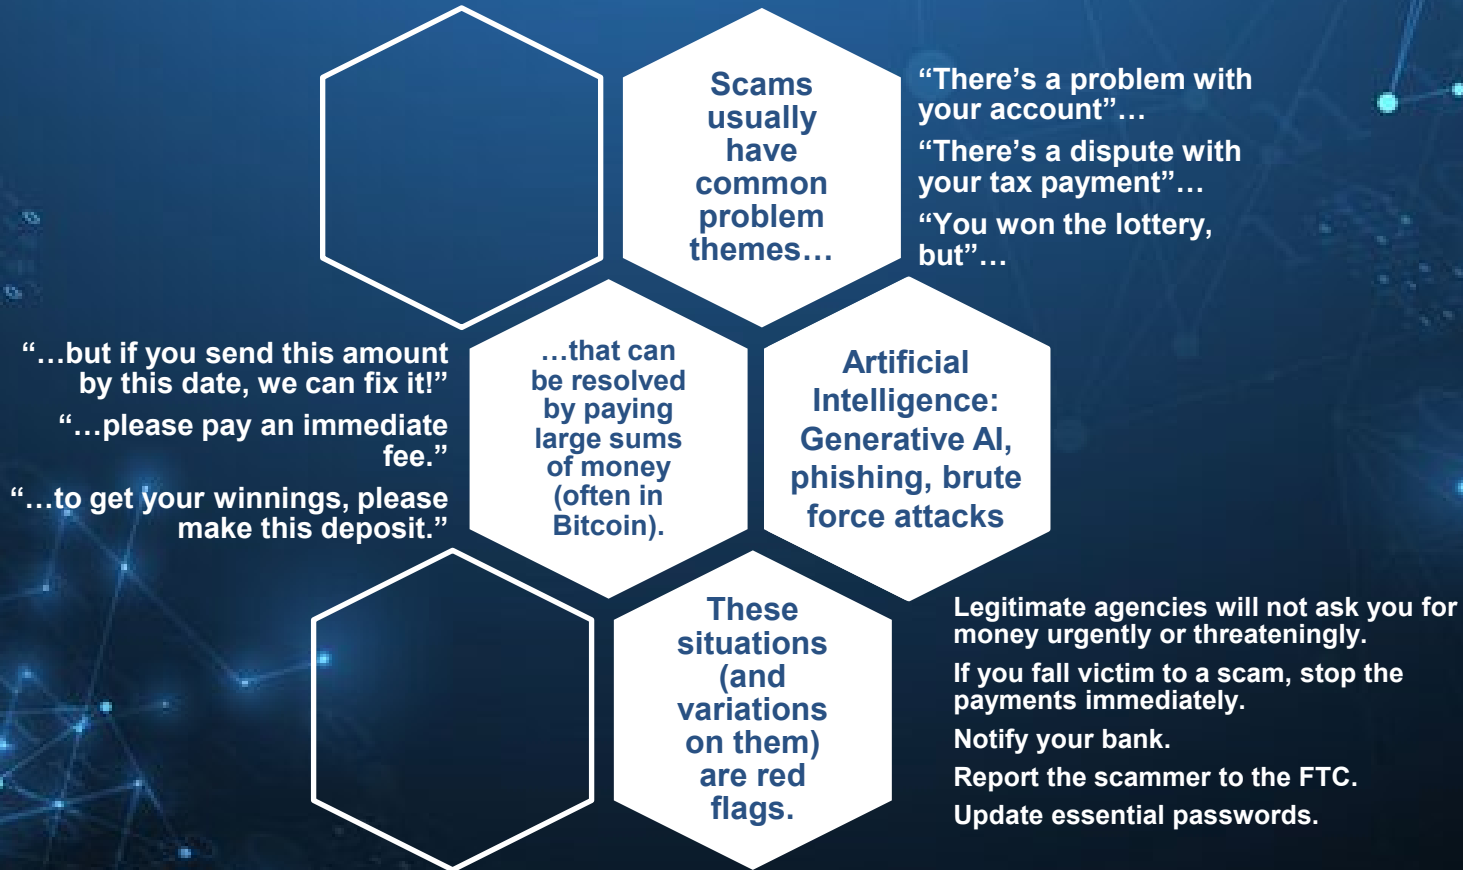 Scams
usually
have
common
problem
themes…
“There’s a problem with
your account”…
“There’s a dispute with
your tax payment”…
“You won the lottery,
but”…
“…but if you send this amount
by this date, we can fix it!”
“…please pay an immediate
fee.”
“…to get your winnings, please
make this deposit.”
…that can
be resolved
by paying
large sums
of money
(often in
Bitcoin).
Artificial
Intelligence:
Generative AI,
phishing, brute
force attacks
These
situations
(and
variations
on them)
are red
flags.
Legitimate agencies will not ask you for
money urgently or threateningly.
If you fall victim to a scam, stop the
payments immediately.
Notify your bank.
Report the scammer to the FTC.
Update essential passwords.